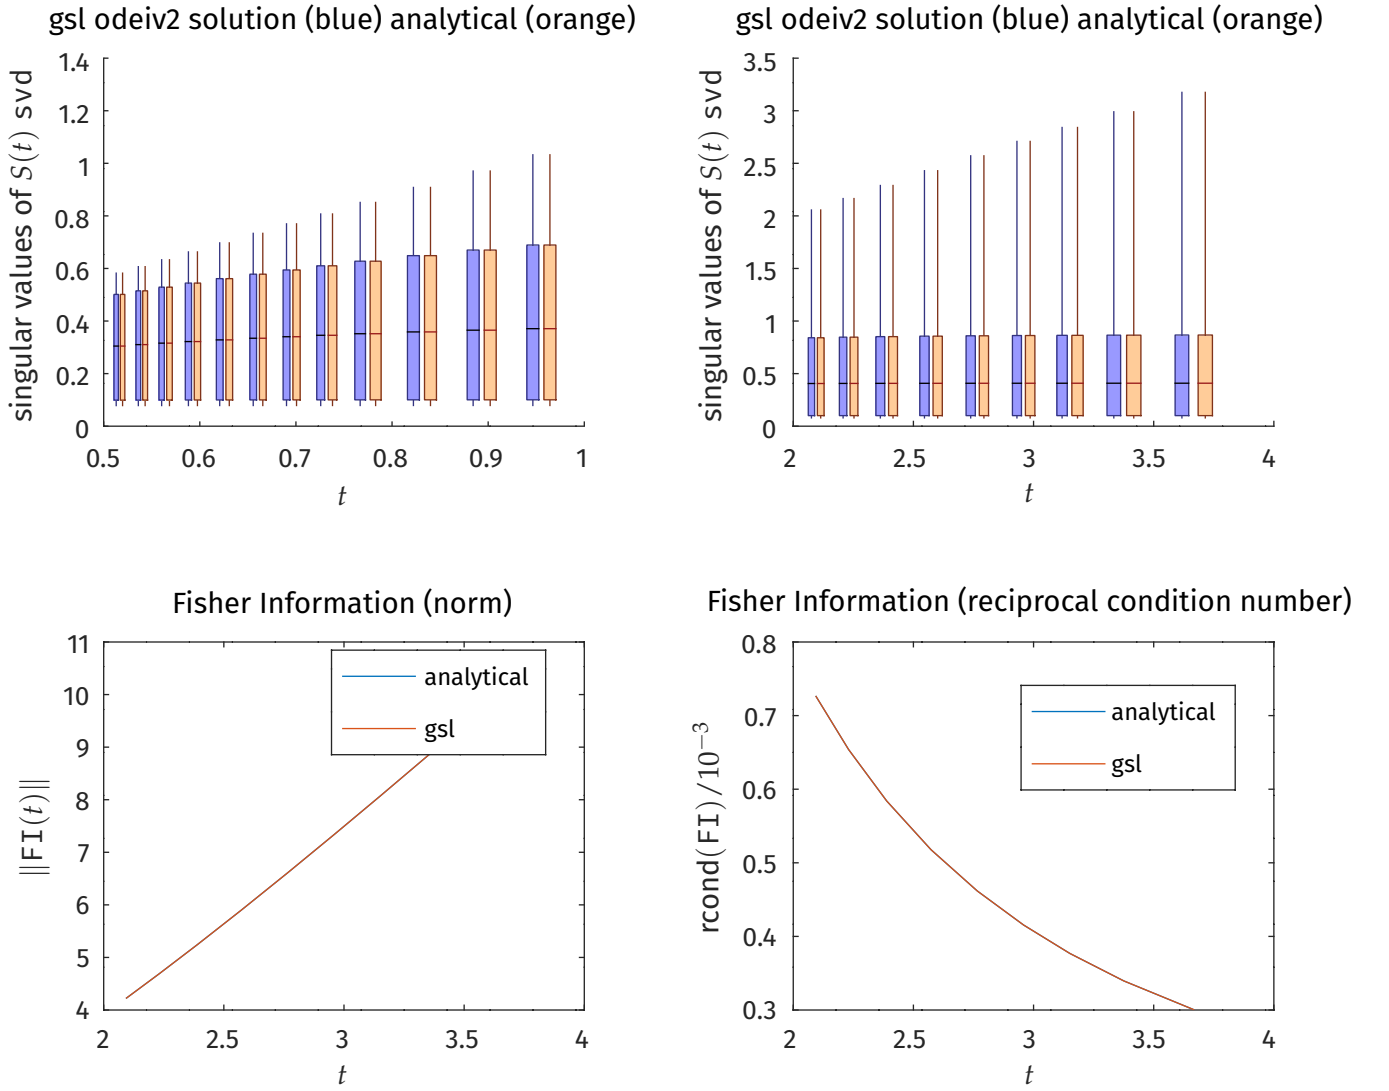 gsl odeiv2 solution (blue) analytical (orange)
singular values of S(t) svd
1.4
1.2
1
0.8
0.6
0.4
0.2
0
0.5 0.6 0.7 0.8 0.9 1
t
gsl odeiv2 solution (blue) analytical (orange)
singular values of S(t) svd
3.5
3
2.5
2
1.5
1
0.5
0
2 2.5 3 3.5 4
t
Fisher Information (norm)
||FI(t)||
11
10
9
8
7
6
5
4
analytical
gsl
2 2.5 3 3.5 4
t
Fisher Information (reciprocal condition number)
rcond(FI)/10⁻³
0.8
0.7
0.6
0.5
0.4
0.3
analytical
gsl
2 2.5 3 3.5 4
t